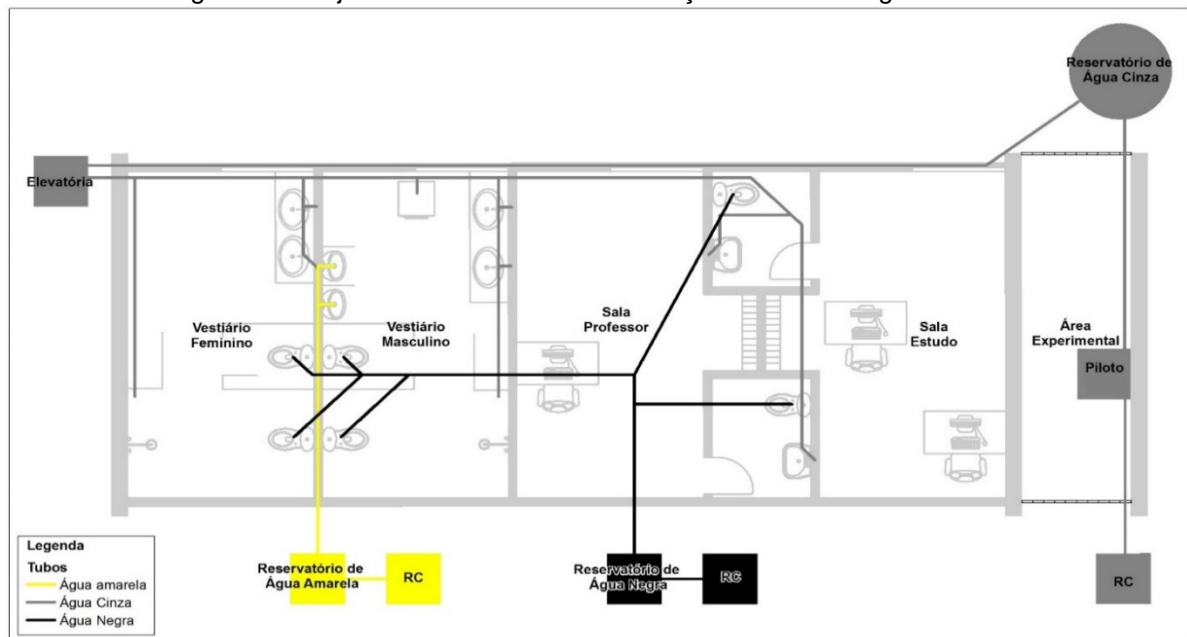 Reservatório de
Água Cinza
Elevatória
Vestiário
Feminino
Vestiário
Masculino
Sala
Professor
Sala
Estudo
Área
Experimental
Piloto
Reservatório de
Água Amarela
RC
Reservatório de
Água Negra
RC
RC
Legenda
Tubos
Água amarela
Água Cinza
Água Negra